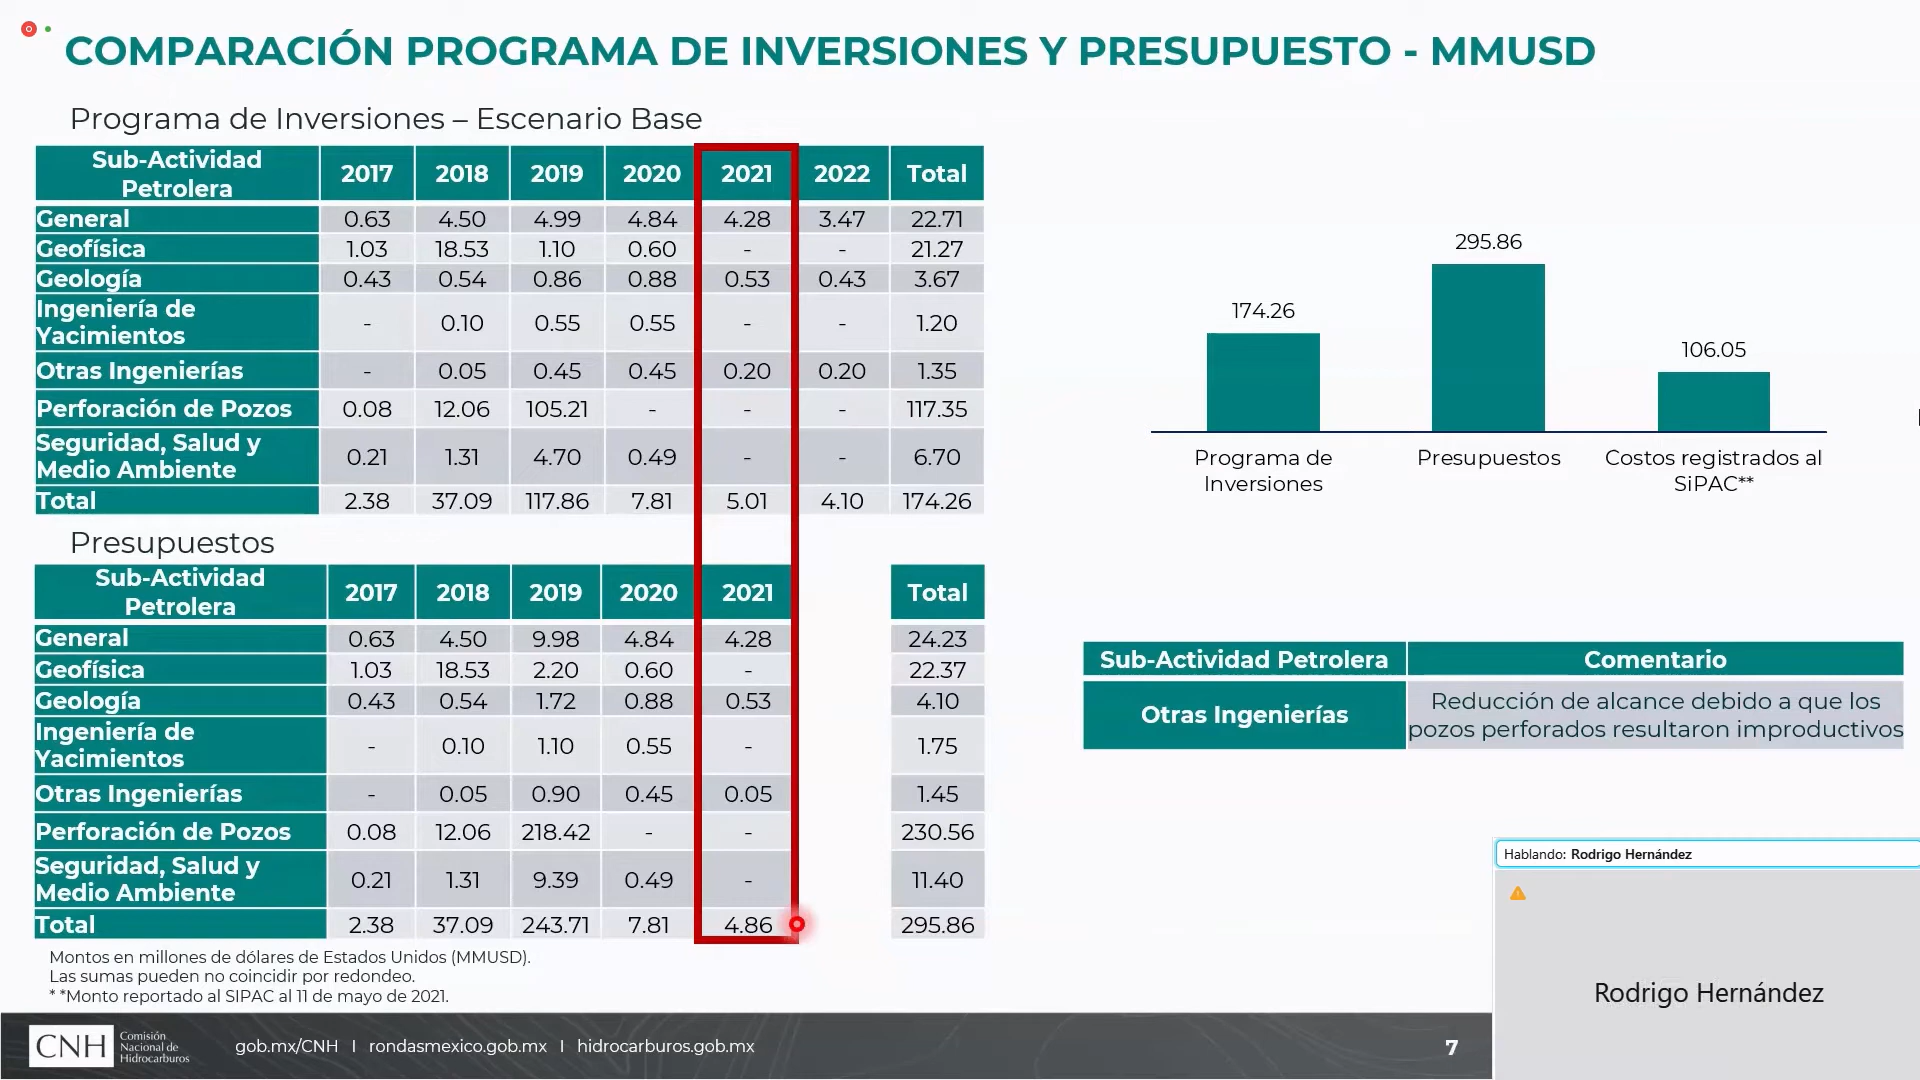 COMPARACIÓN PROGRAMA DE INVERSIONES Y PRESUPUESTO - MMUSD
Programa de Inversiones – Escenario Base
Sub-Actividad
Petrolera
2017 2018 2019 2020 2021 2022 Total
General 0.63 4.50 4.99 4.84 4.28 3.47 22.71
Geofísica 1.03 18.53 1.10 0.60 - - 21.27
Geología 0.43 0.54 0.86 0.88 0.53 0.43 3.67
Ingeniería de
Yacimientos
- 0.10 0.55 0.55 - - 1.20
Otras Ingenierías - 0.05 0.45 0.45 0.20 0.20 1.35
Perforación de Pozos 0.08 12.06 105.21 - - - 117.35
Seguridad, Salud y
Medio Ambiente
0.21 1.31 4.70 0.49 - - 6.70
Total 2.38 37.09 117.86 7.81 5.01 4.10 174.26
Presupuestos
Sub-Actividad
Petrolera
2017 2018 2019 2020 2021 Total
General 0.63 4.50 9.98 4.84 4.28 24.23
Geofísica 1.03 18.53 2.20 0.60 - 22.37
Geología 0.43 0.54 1.72 0.88 0.53 4.10
Ingeniería de
Yacimientos
- 0.10 1.10 0.55 - 1.75
Otras Ingenierías - 0.05 0.90 0.45 0.05 1.45
Perforación de Pozos 0.08 12.06 218.42 - - 230.56
Seguridad, Salud y
Medio Ambiente
0.21 1.31 9.39 0.49 - 11.40
Total 2.38 37.09 243.71 7.81 4.86 295.86
Montos en millones de dólares de Estados Unidos (MMUSD).
Las sumas pueden no coincidir por redondeo.
* *Monto reportado al SIPAC al 11 de mayo de 2021.
174.26
295.86
106.05
Programa de
Inversiones
Presupuestos
Costos registrados al
SiPAC**
Sub-Actividad Petrolera Comentario
Otras Ingenierías
Reducción de alcance debido a que los
pozos perforados resultaron improductivos
Hablando: Rodrigo Hernández
Rodrigo Hernández
CNH
Comisión
Nacional de
Hidrocarburos
gob.mx/CNH I rondasmexico.gob.mx I hidrocarburos.gob.mx
7